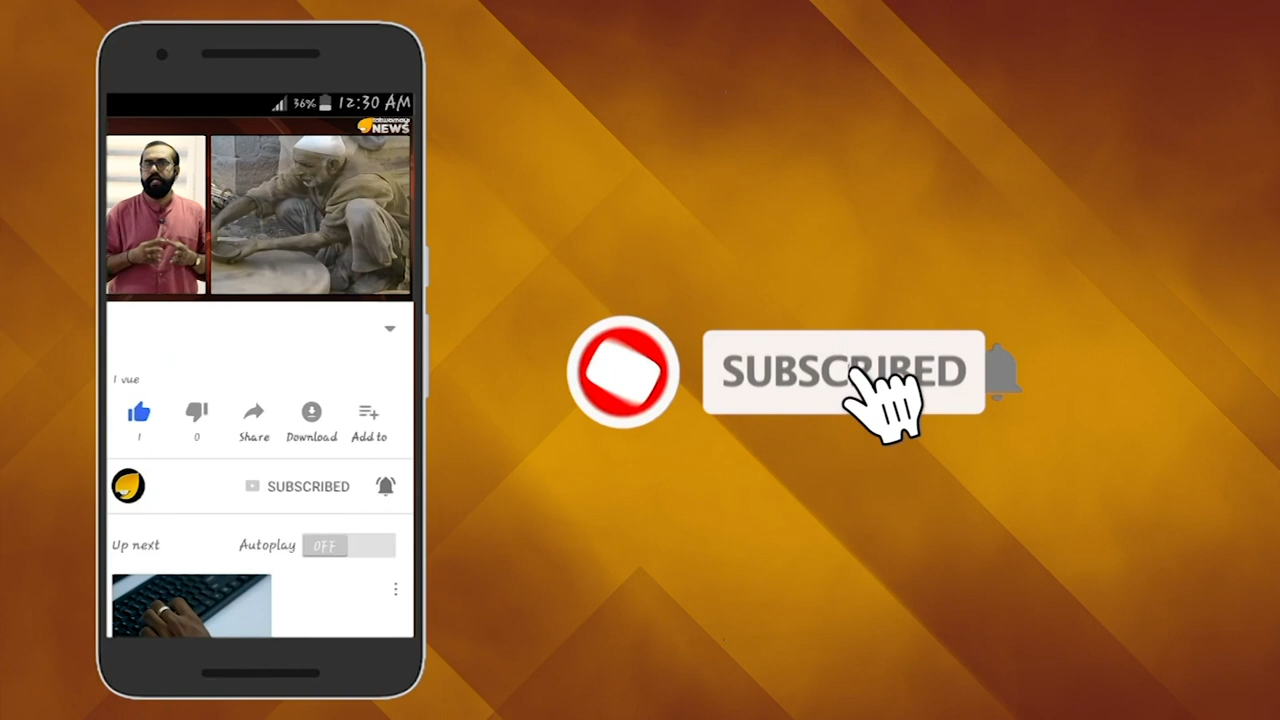 36% 12:30 AM
Tatwamayi
NEWS
1 vue
1 0 Share Download Add to
SUBSCRIBED
Up next Autoplay OFF
SUBSCRIBED